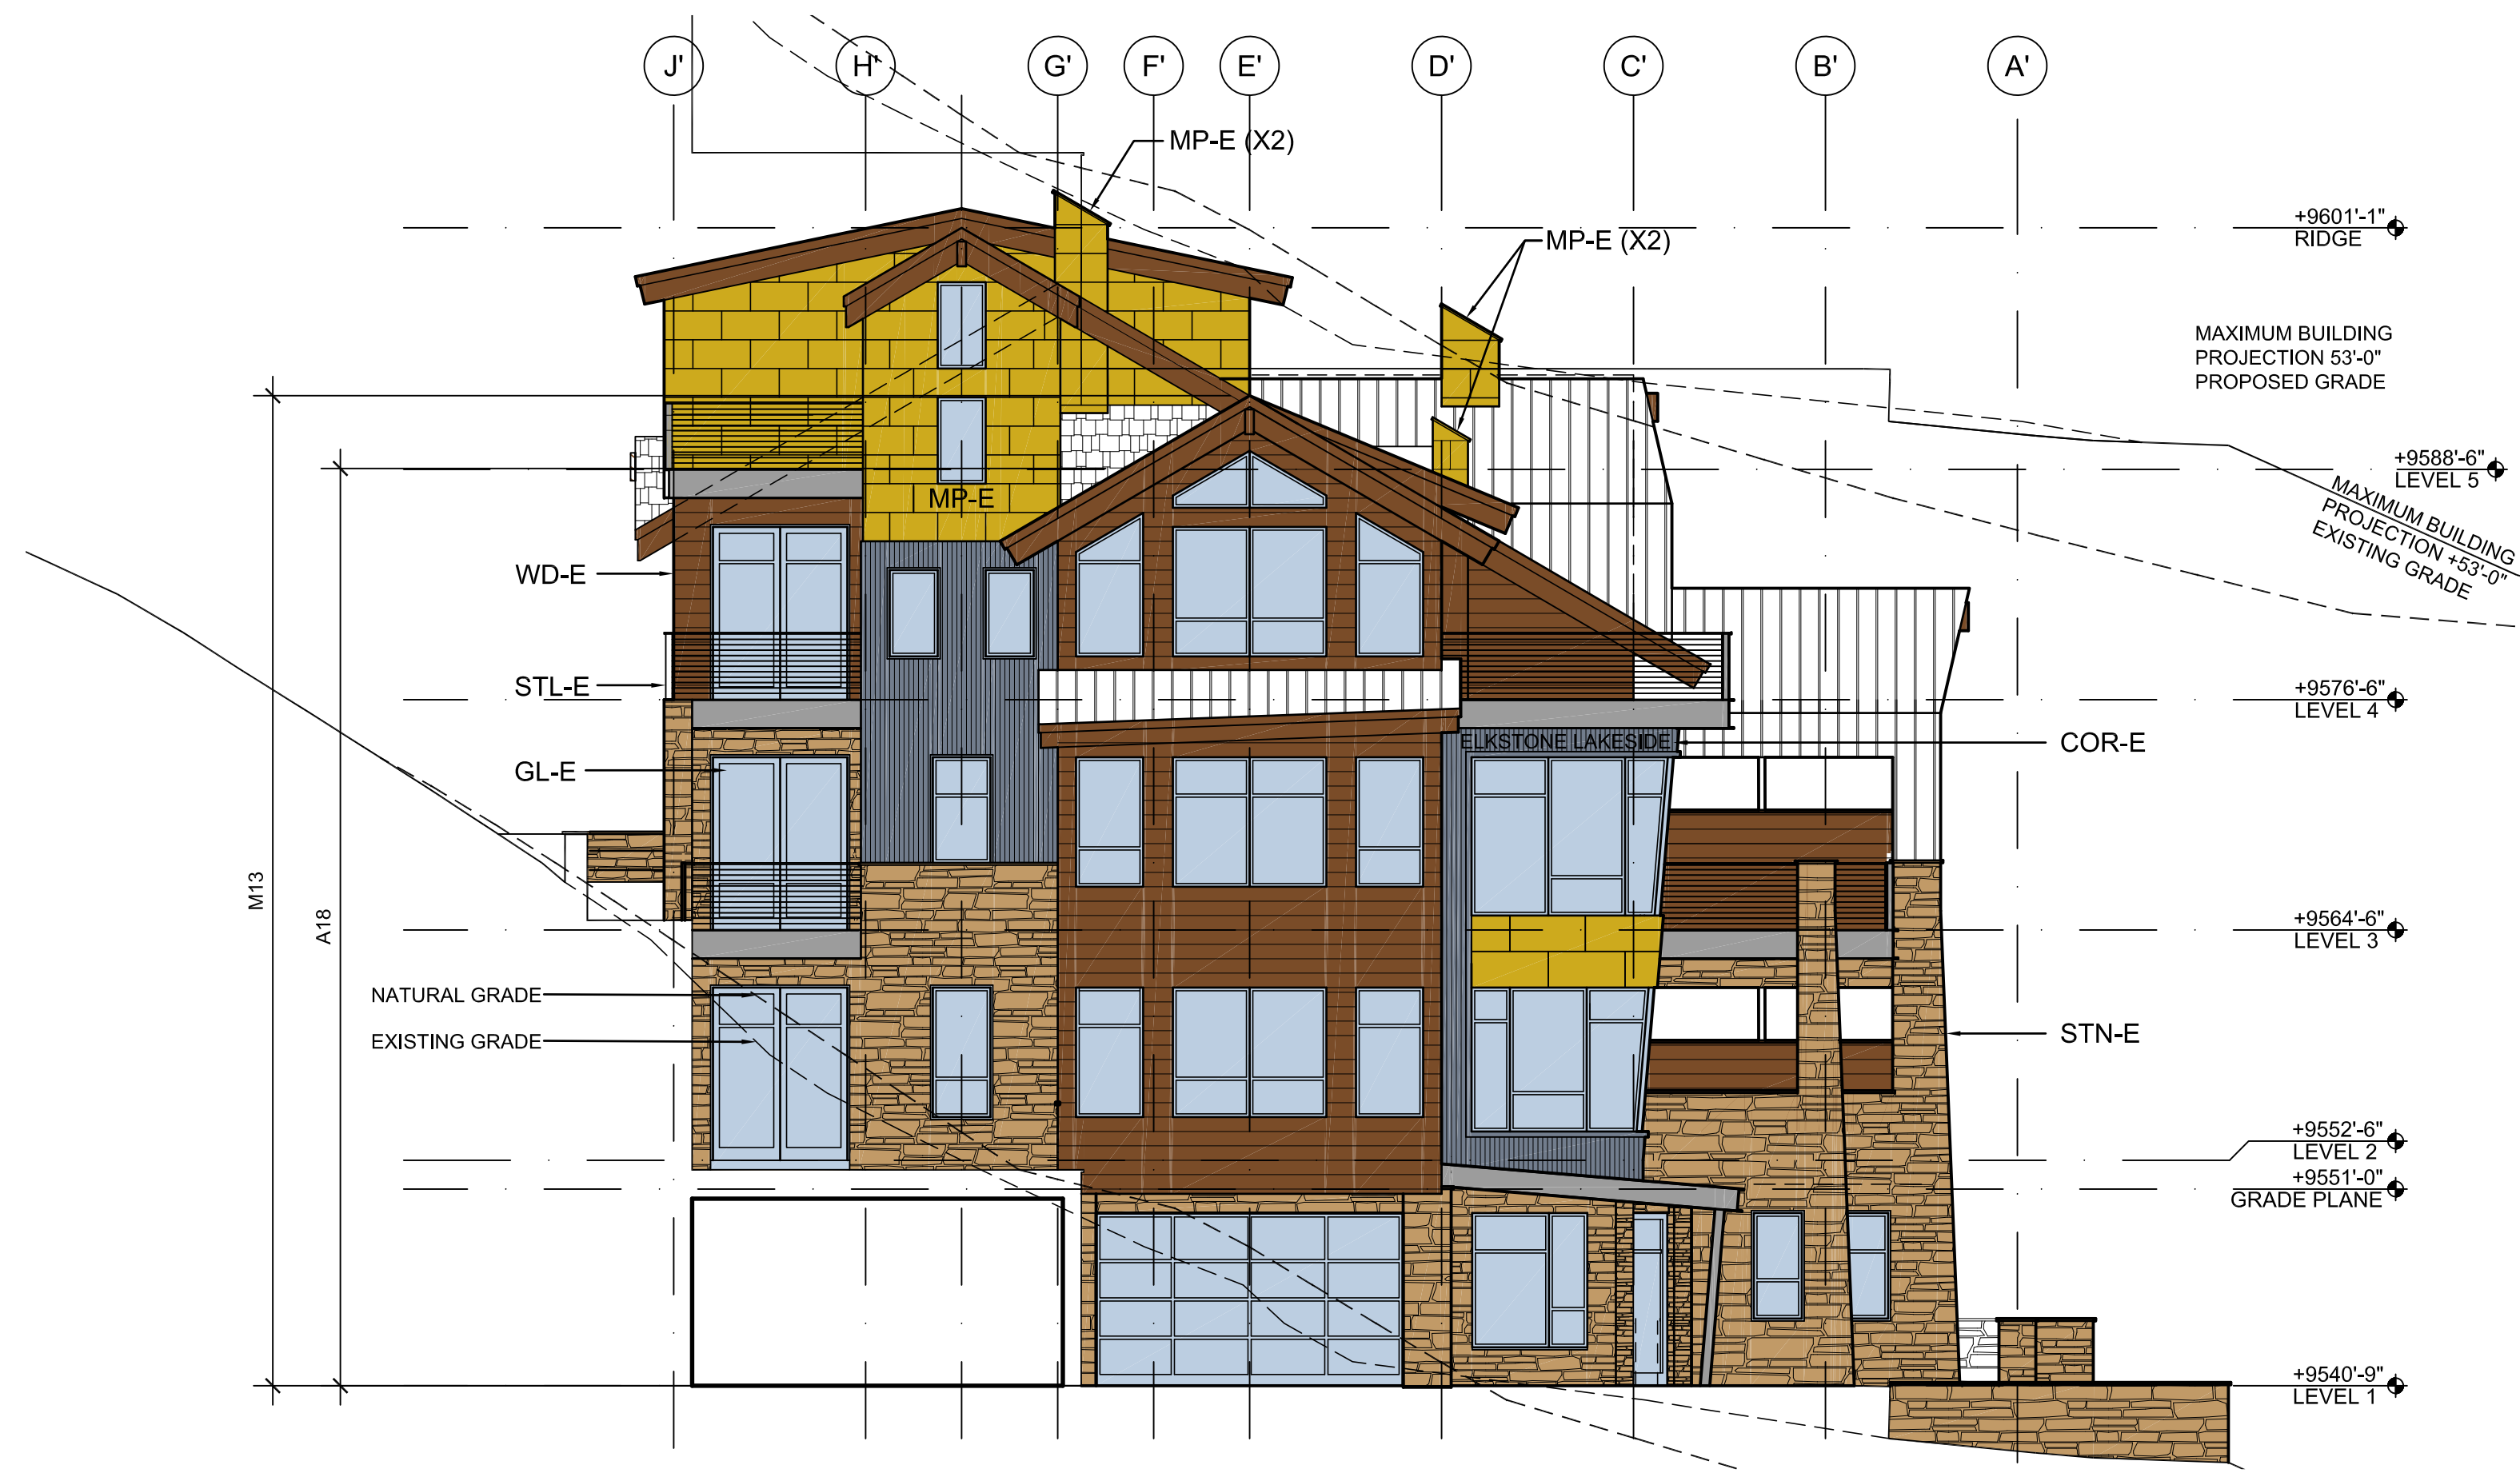 J' H' G' F' E' D' C' B' A'
MP-E (X2)
+9601'-1"
RIDGE
MP-E (X2)
MAXIMUM BUILDING
PROJECTION 53'-0"
PROPOSED GRADE
+9588'-6"
LEVEL 5
MAXIMUM BUILDING
PROJECTION +53'-0"
EXISTING GRADE
MP-E
WD-E
STL-E
+9576'-6"
LEVEL 4
ELKSTONE LAKESIDE
COR-E
GL-E
M13
A18
+9564'-6"
LEVEL 3
NATURAL GRADE
EXISTING GRADE
STN-E
+9552'-6"
LEVEL 2
+9551'-0"
GRADE PLANE
+9540'-9"
LEVEL 1